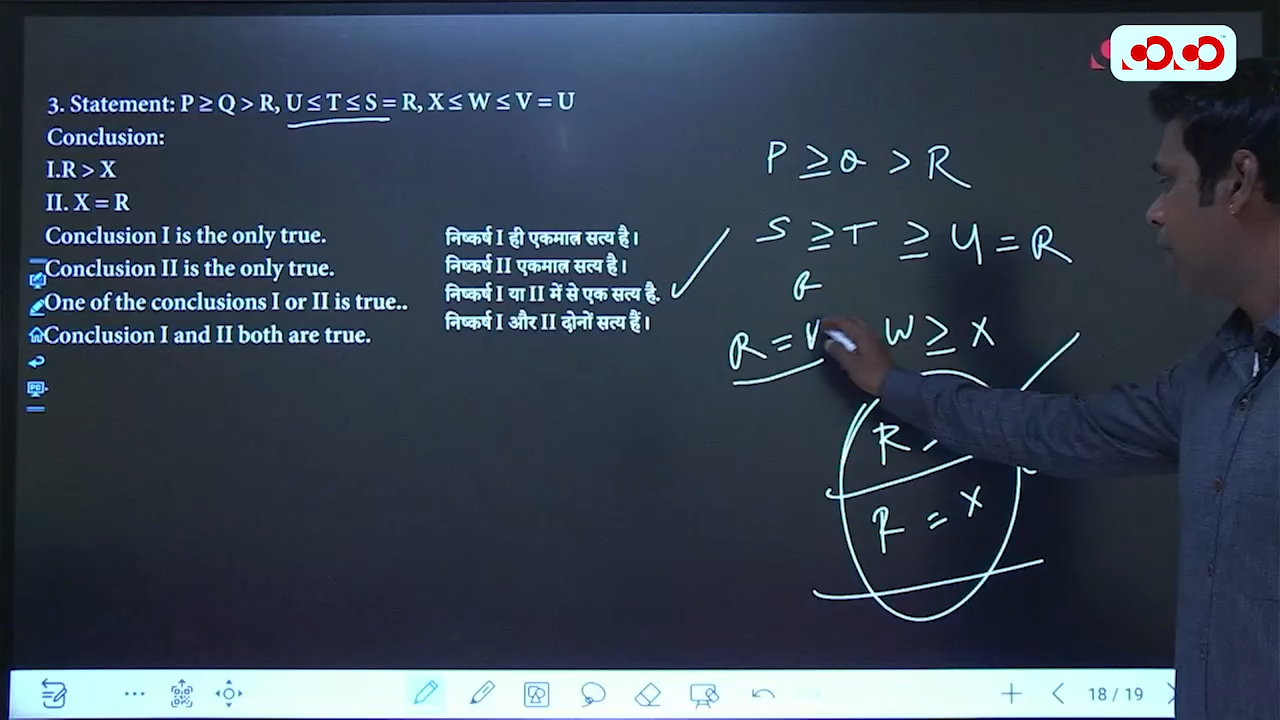 3. Statement: P ≥ Q > R, U ≤ T ≤ S = R, X ≤ W ≤ V = U
Conclusion:
I.R > X
II. X = R
Conclusion I is the only true.
Conclusion II is the only true.
One of the conclusions I or II is true..
Conclusion I and II both are true.
निष्कर्ष I ही एकमात्र सत्य है।
निष्कर्ष II एकमात्र सत्य है।
निष्कर्ष I या II में से एक सत्य है.
निष्कर्ष I और II दोनों सत्य हैं।
P ≥ Q > R
S ≥ T ≥ U = R
R
R = V W ≥ X
R
R = X
18 / 19